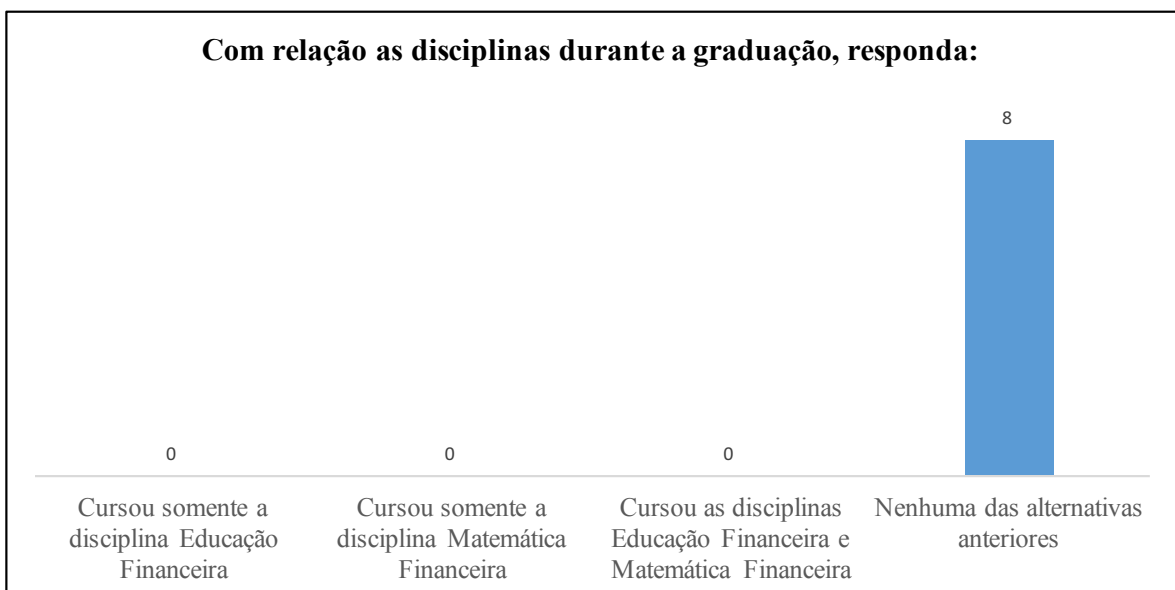 Com relação as disciplinas durante a graduação, responda:
8
0
0
0
Cursou somente a
disciplina Educação
Financeira
Cursou somente a
disciplina Matemática
Financeira
Cursou as disciplinas
Educação Financeira e
Matemática Financeira
Nenhuma das alternativas
anteriores